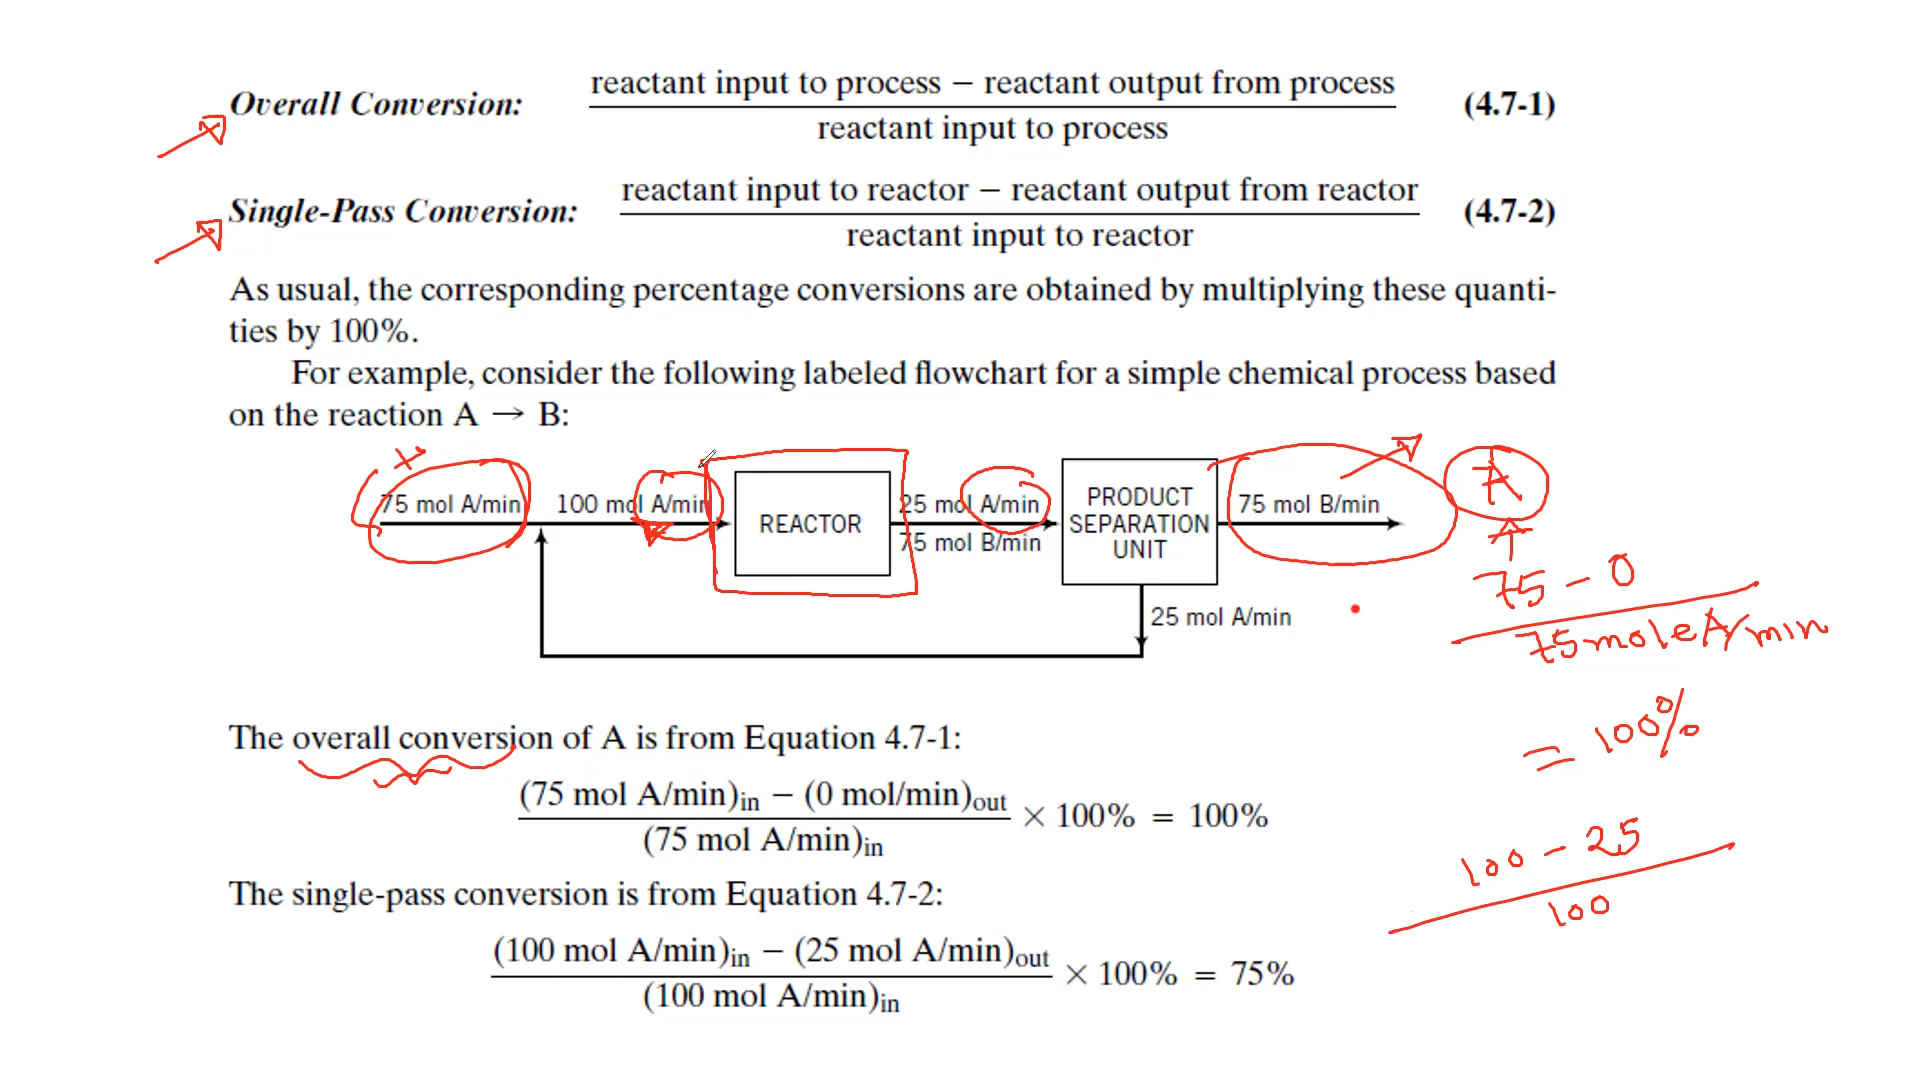 Overall Conversion: reactant input to process − reactant output from process / reactant input to process (4.7-1)
Single-Pass Conversion: reactant input to reactor − reactant output from reactor / reactant input to reactor (4.7-2)
As usual, the corresponding percentage conversions are obtained by multiplying these quanti-
ties by 100%.
For example, consider the following labeled flowchart for a simple chemical process based
on the reaction A → B:
75 mol A/min
100 mol A/min
REACTOR
25 mol A/min
75 mol B/min
PRODUCT
SEPARATION
UNIT
75 mol B/min
A
25 mol A/min
75 - 0
75 mole A/min
= 100%
The overall conversion of A is from Equation 4.7-1:
(75 mol A/min)in − (0 mol/min)out
(75 mol A/min)in
× 100% = 100%
100 - 25
100
The single-pass conversion is from Equation 4.7-2:
(100 mol A/min)in − (25 mol A/min)out
(100 mol A/min)in
× 100% = 75%